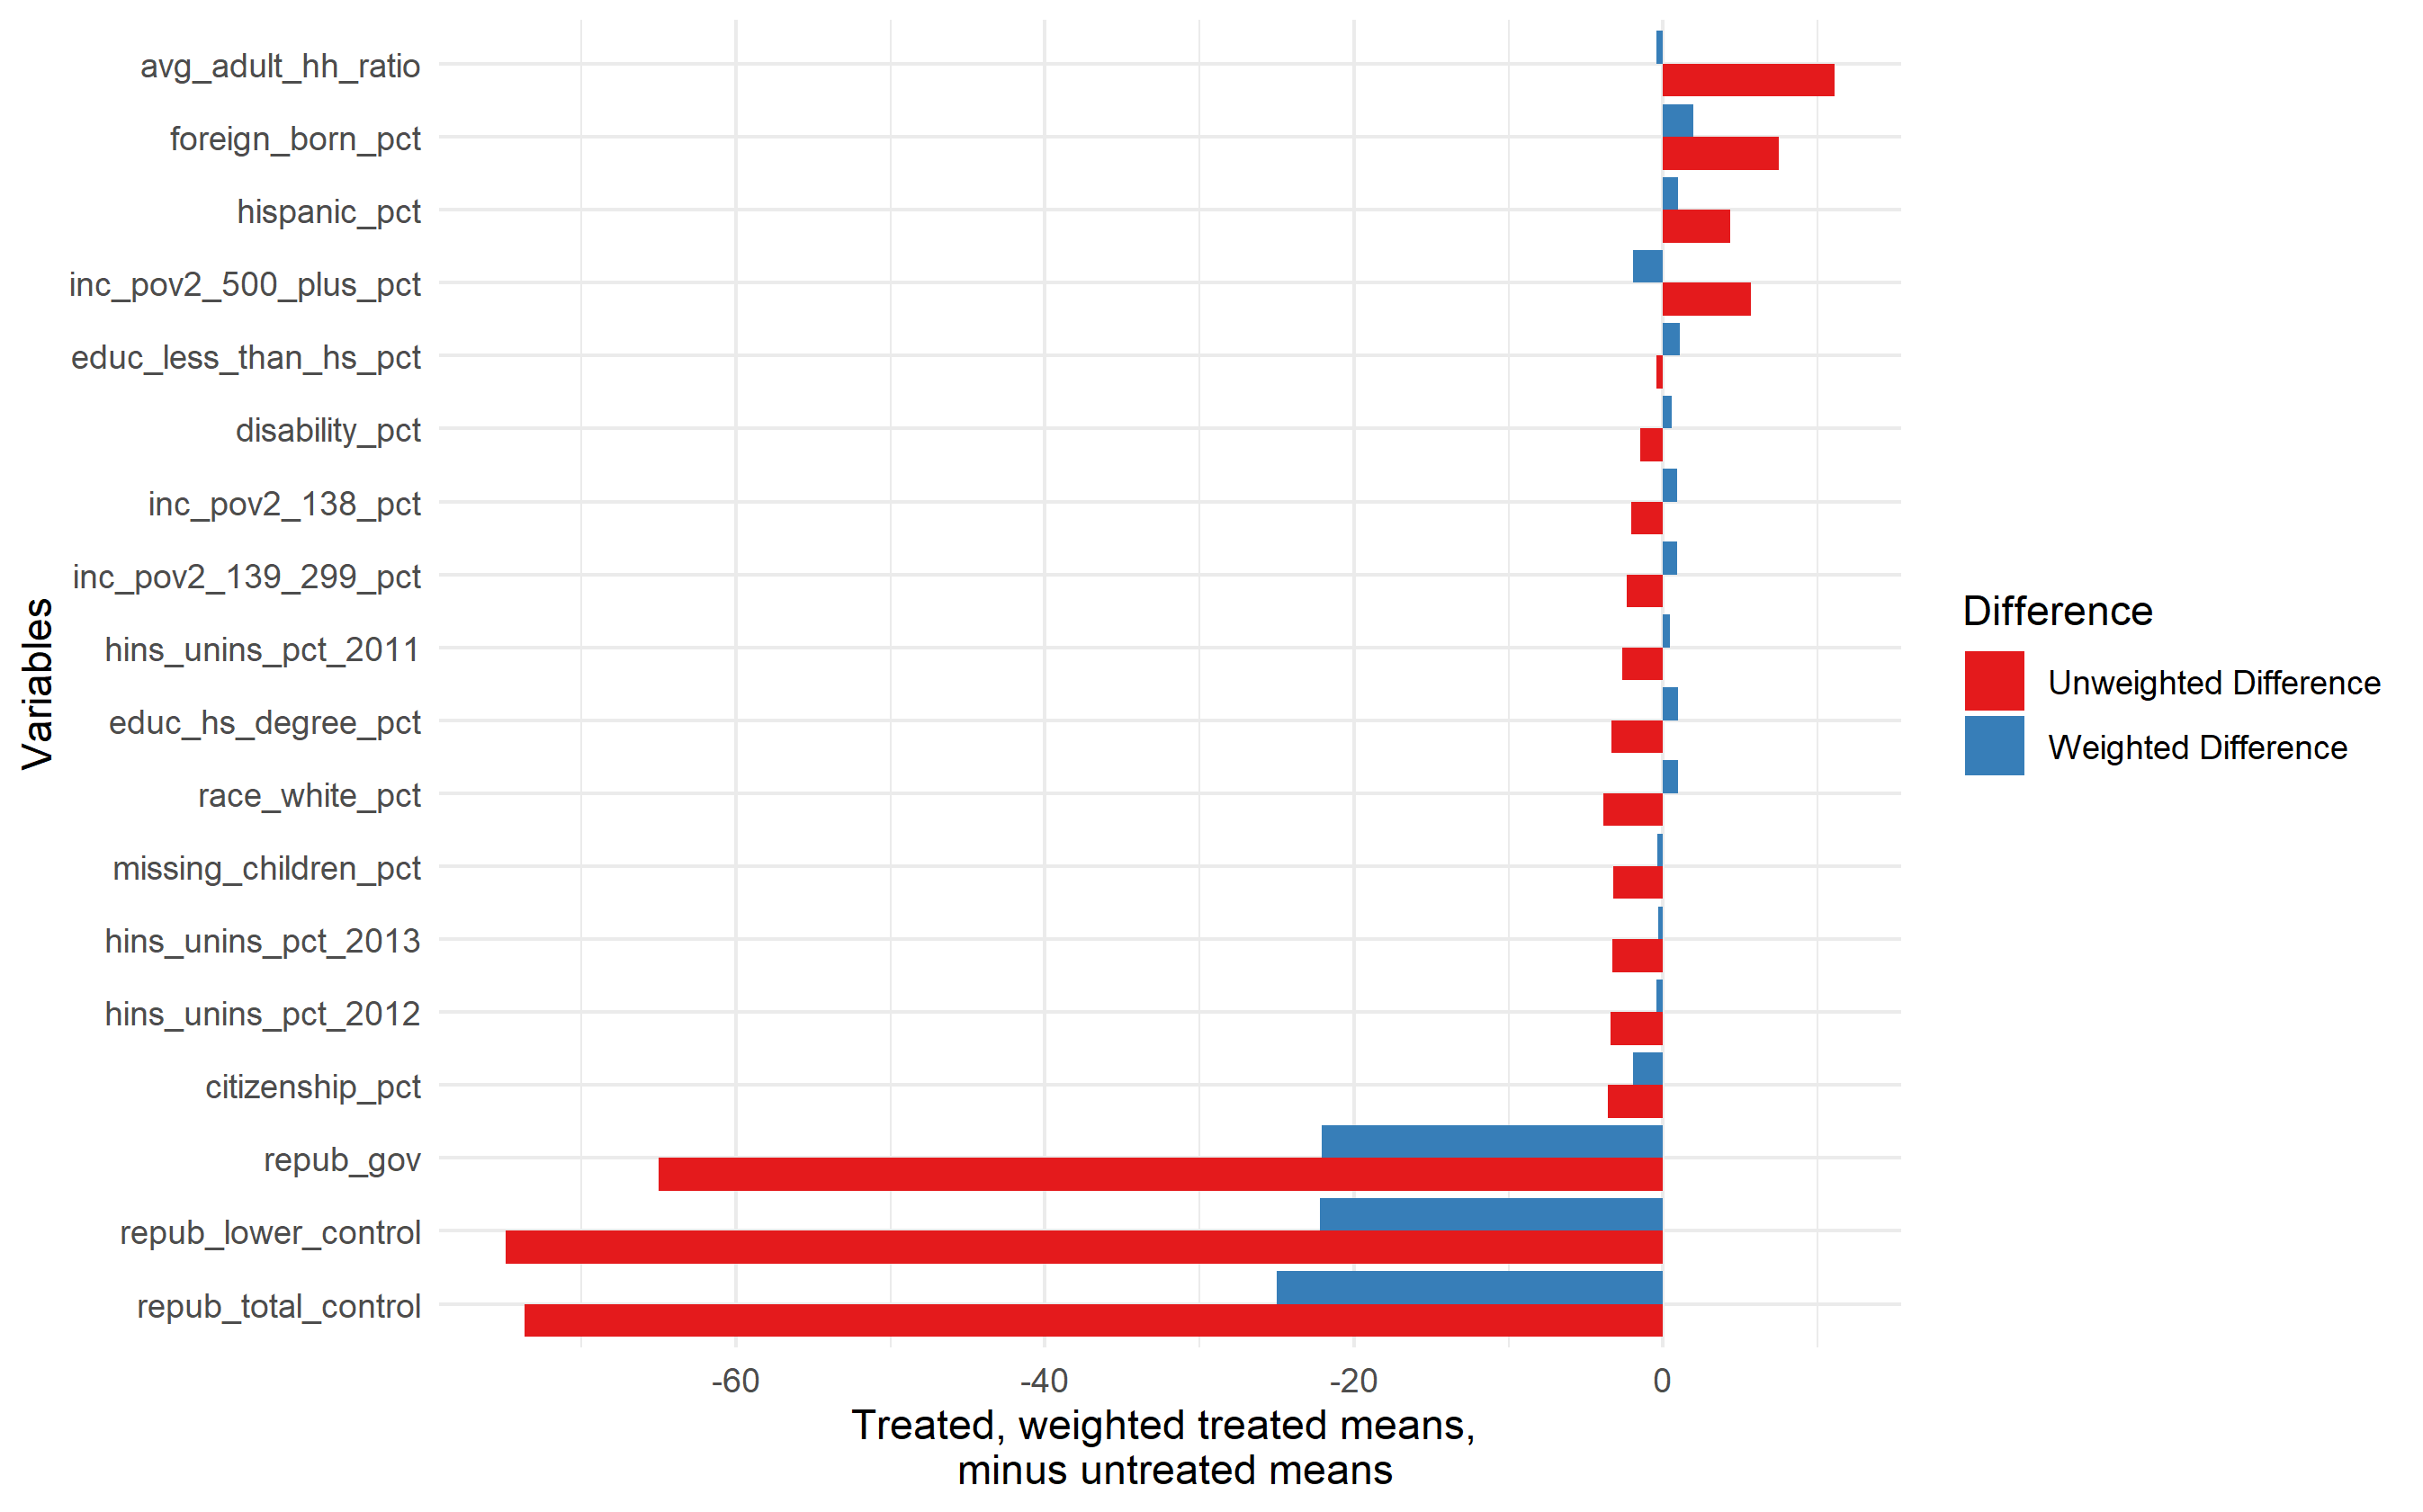 avg_adult_hh_ratio
foreign_born_pct
hispanic_pct
inc_pov2_500_plus_pct
educ_less_than_hs_pct
disability_pct
inc_pov2_138_pct
inc_pov2_139_299_pct
hins_unins_pct_2011
educ_hs_degree_pct
race_white_pct
missing_children_pct
hins_unins_pct_2013
hins_unins_pct_2012
citizenship_pct
repub_gov
repub_lower_control
repub_total_control
Variables
-60 -40 -20 0
Treated, weighted treated means,
minus untreated means
Difference
Unweighted Difference
Weighted Difference